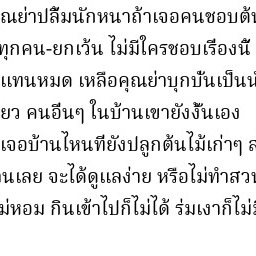 ณย่าปลื้มนักหนาถ้าเจอคนชอบต้น
ทุกคน-ยกเว้น ไม่มีใครชอบเรื่องนี้
แทนหมด เหลือคุณย่าบุกบั่นเป็น
ยว คนอื่นๆ ในบ้านเขายังงั้นเอง
เจอบ้านไหนที่ยังปลูกต้นไม้เก่าๆ
นเลย จะได้ดูแลง่าย หรือไม่ทำสว
ม่หอม กินเข้าไปก็ไม่ได้ ร่มเงาก็ไม่